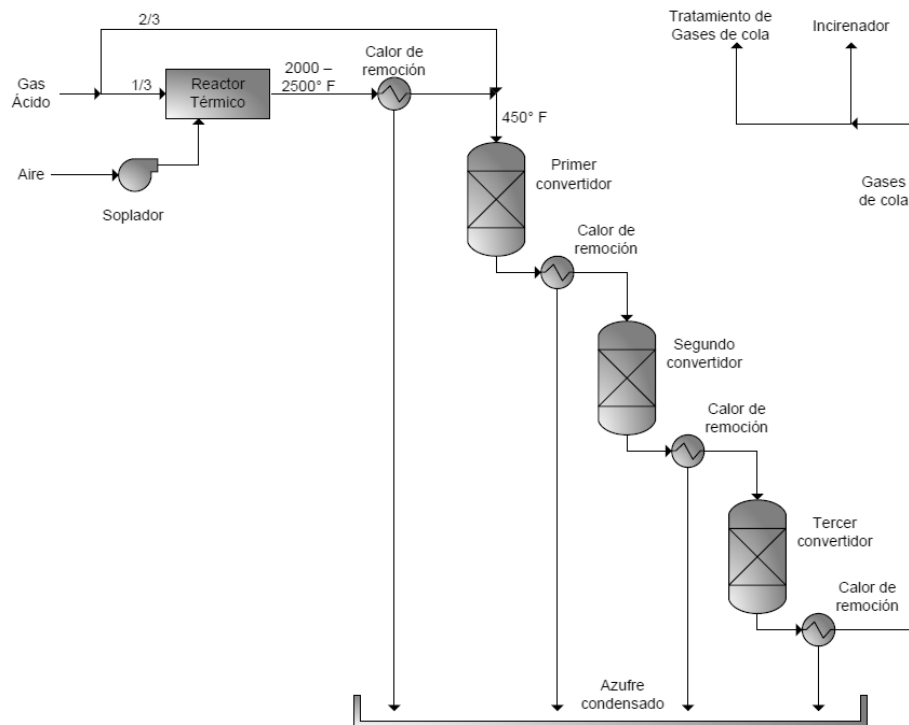 2/3
Tratamiento de
Gases de cola
Incirenador
Calor de
remoción
Gas
Ácido
1/3
Reactor
Térmico
2000 –
2500° F
450° F
Aire
Soplador
Primer
convertidor
Gases
de cola
Calor de
remoción
Segundo
convertidor
Calor de
remoción
Tercer
convertidor
Calor de
remoción
Azufre
condensado